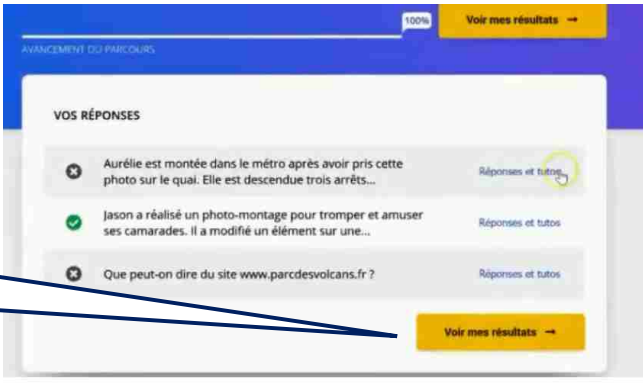 100%
Voir mes résultats →
AVANCEMENT DU PARCOURS
VOS RÉPONSES
Aurélie est montée dans le métro après avoir pris cette
photo sur le quai. Elle est descendue trois arrêts...
Réponses et tutos
Jason a réalisé un photo-montage pour tromper et amuser
ses camarades. Il a modifié un élément sur une...
Réponses et tutos
Que peut-on dire du site www.parcdesvolcans.fr ?
Réponses et tutos
Voir mes résultats →